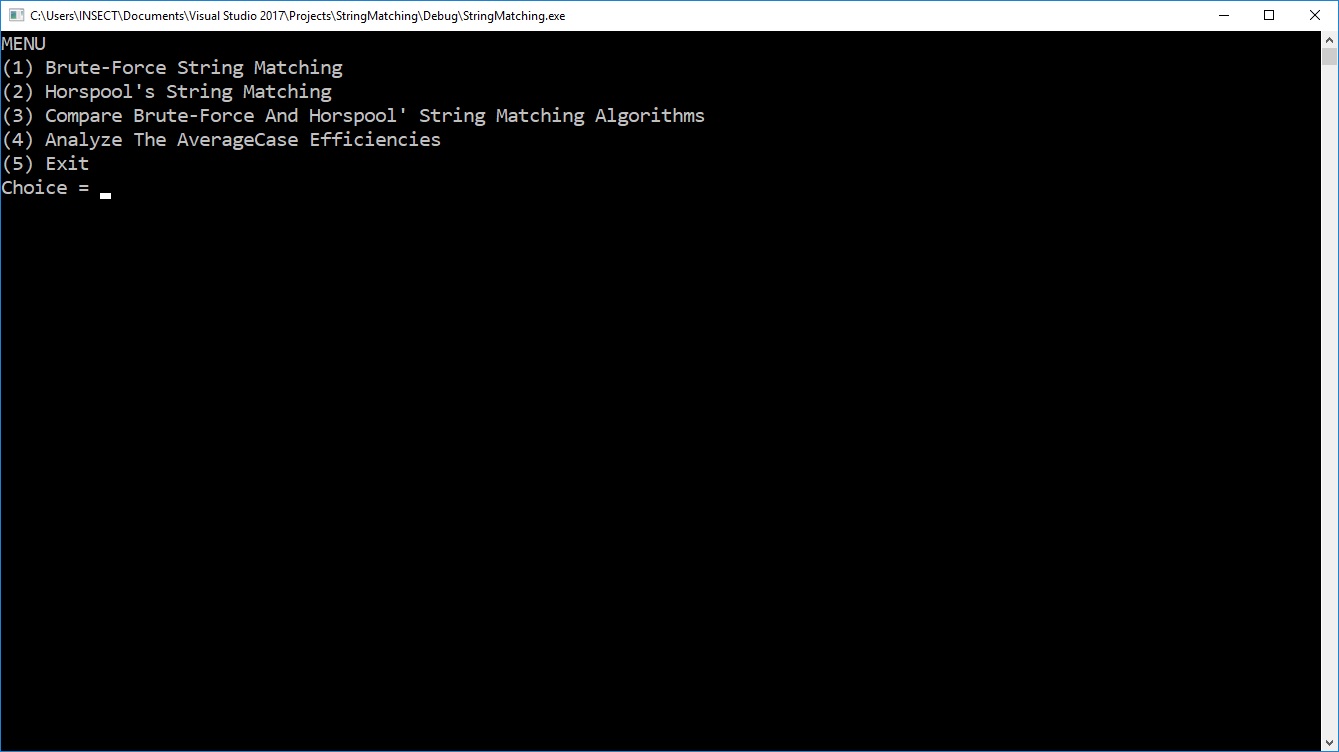 C:\Users\INSECT\Documents\Visual Studio 2017\Projects\StringMatching\Debug\StringMatching.exe
MENU
(1) Brute-Force String Matching
(2) Horspool's String Matching
(3) Compare Brute-Force And Horspool' String Matching Algorithms
(4) Analyze The AverageCase Efficiencies
(5) Exit
Choice =